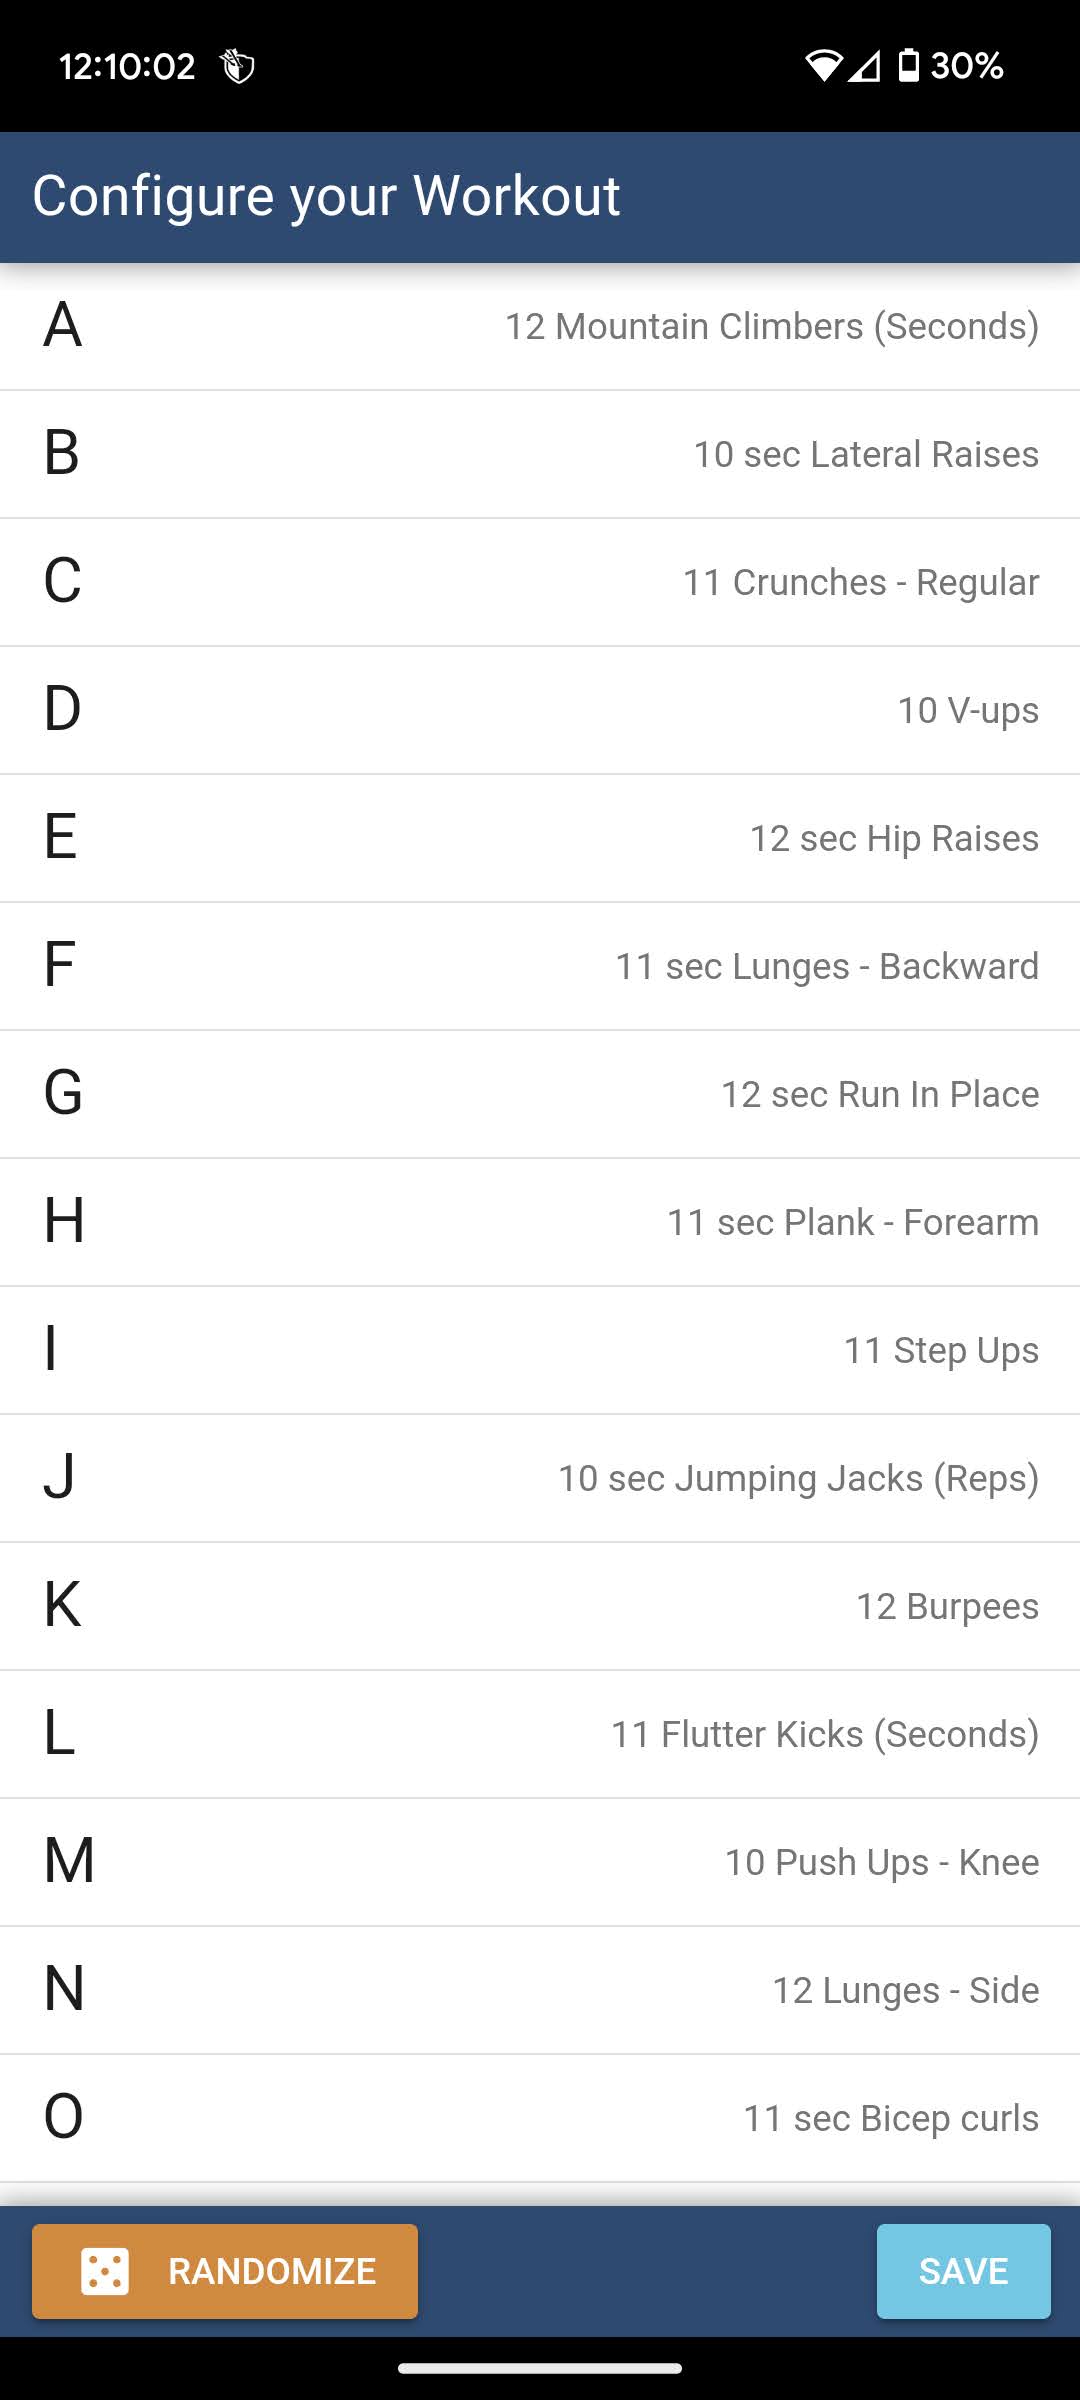 12:10:02 30%
Configure your Workout
A 12 Mountain Climbers (Seconds)
B 10 sec Lateral Raises
C 11 Crunches - Regular
D 10 V-ups
E 12 sec Hip Raises
F 11 sec Lunges - Backward
G 12 sec Run In Place
H 11 sec Plank - Forearm
I 11 Step Ups
J 10 sec Jumping Jacks (Reps)
K 12 Burpees
L 11 Flutter Kicks (Seconds)
M 10 Push Ups - Knee
N 12 Lunges - Side
O 11 sec Bicep curls
RANDOMIZE SAVE